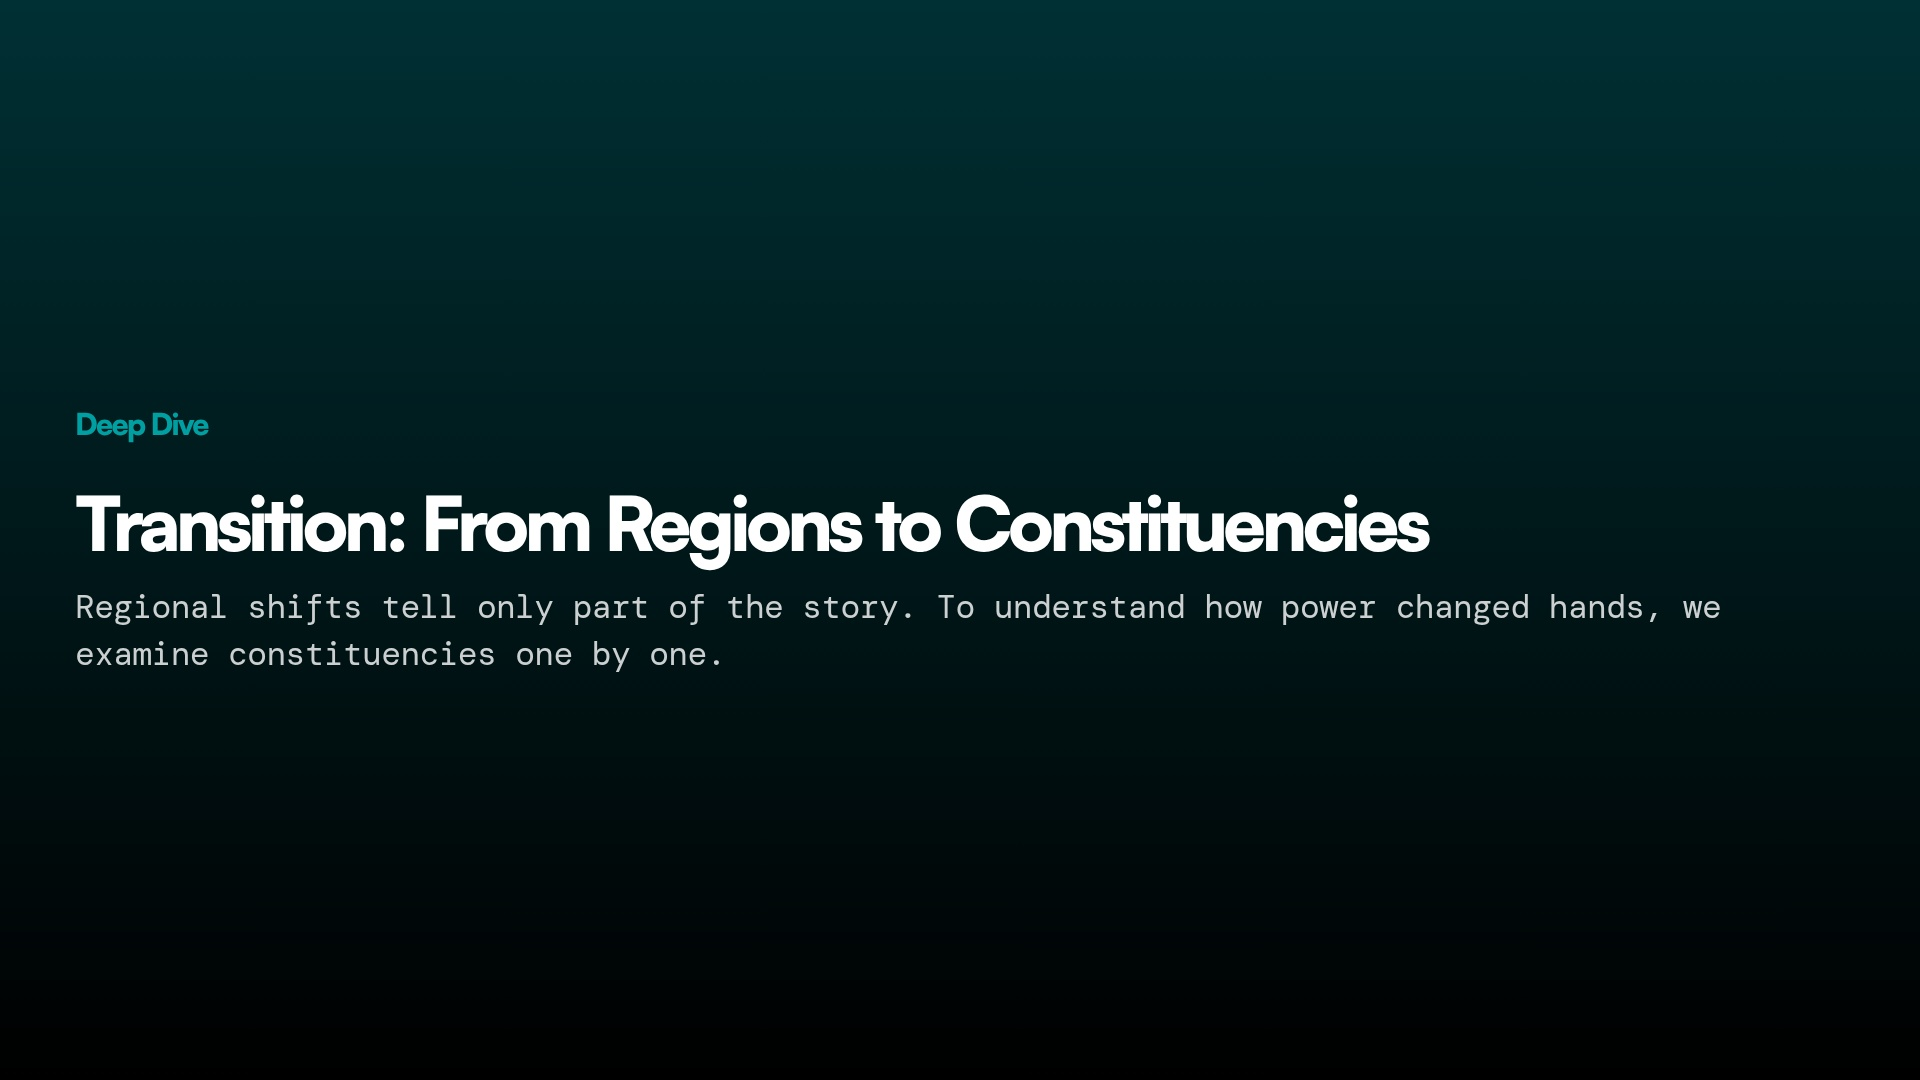 Deep Dive
Transition: From Regions to Constituencies
Regional shifts tell only part of the story. To understand how power changed hands, we
examine constituencies one by one.